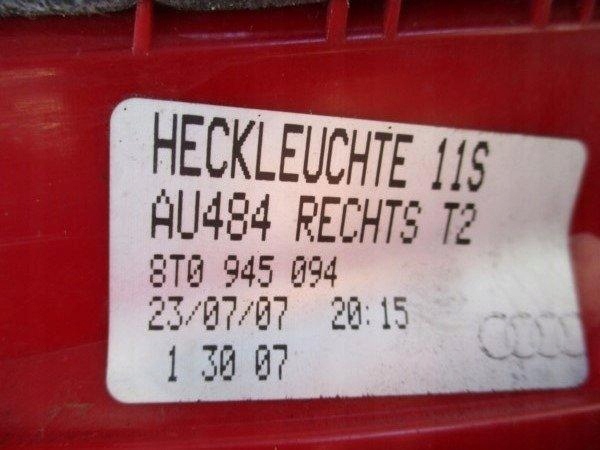 HECKLEUCHTE 11S
AU484 RECHTS T2
8T0 945 094
23/07/07 20:15
1 30 07